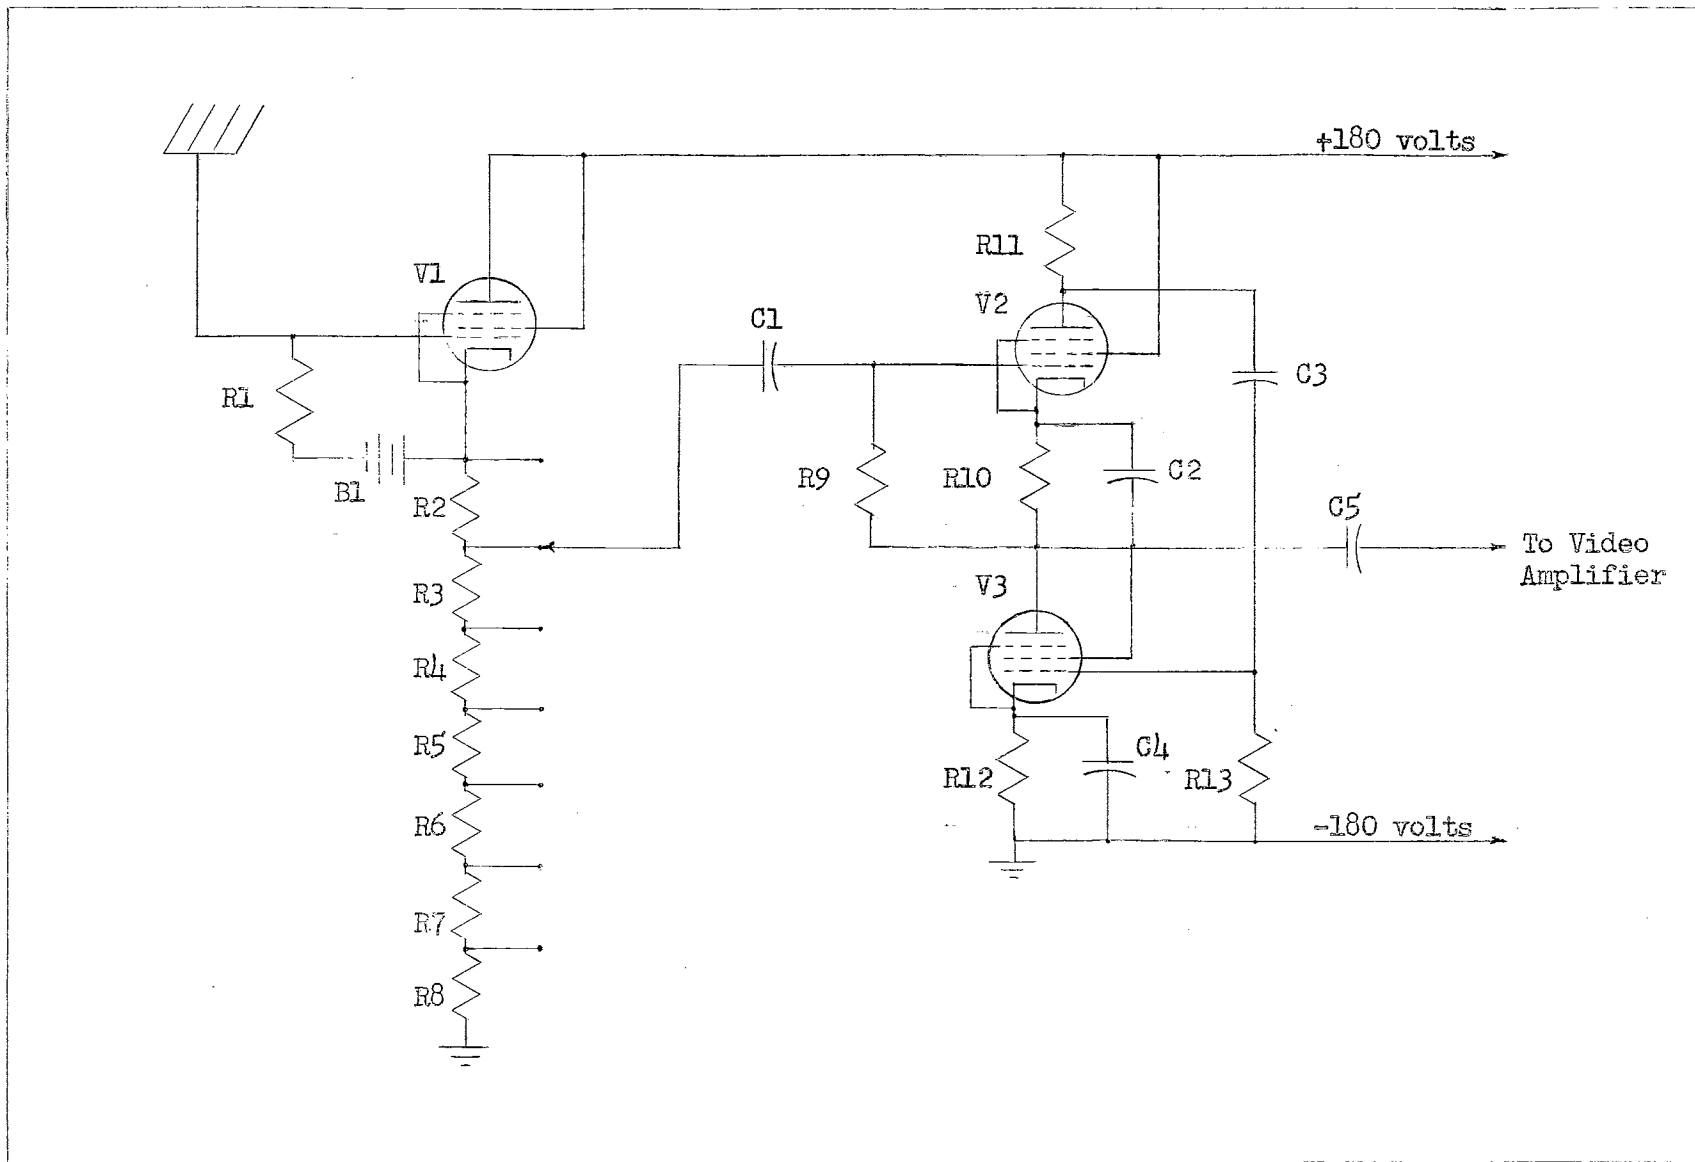 +180 volts
R11
V1
V2
C1
C3
R1
R9
R10
C2
B1
R2
C5
To Video
Amplifier
R3
V3
R4
R5
C4
R12
R13
R6
-180 volts
R7
R8